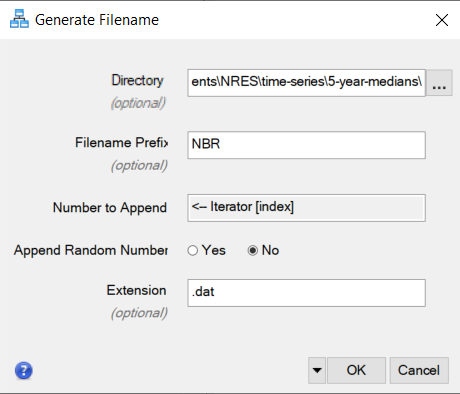 Generate Filename
Directory ents\NRES\time-series\5-year-medians\ ...
(optional)
Filename Prefix NBR
(optional)
Number to Append <-- Iterator [index]
Append Random Number Yes No
Extension .dat
(optional)
? OK Cancel